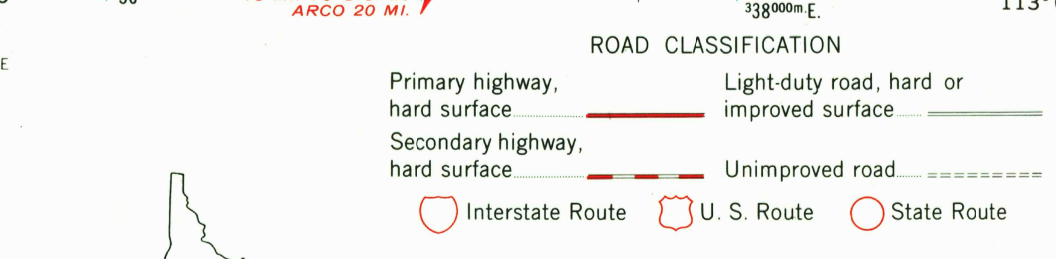 ARCO 20 MI.
338000m.E.
ROAD CLASSIFICATION
E
Primary highway,
hard surface
Light-duty road, hard or
improved surface
Secondary highway,
hard surface
Unimproved road
Interstate Route
U. S. Route
State Route